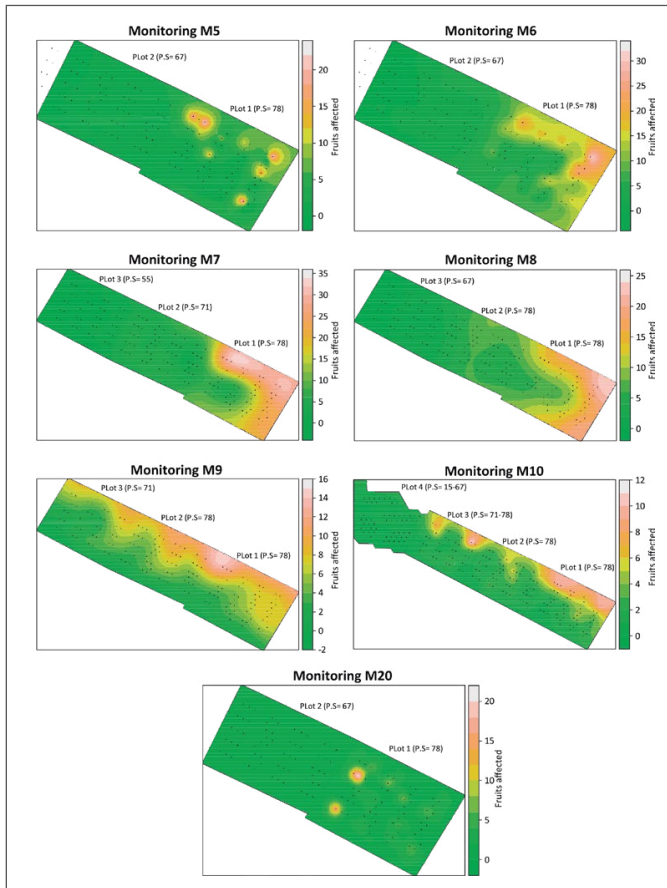 Monitoring M5
PLot 2 (P.S= 67)
PLot 1 (P.S= 78)
20
15
10
5
0
Fruits affected
Monitoring M6
PLot 2 (P.S= 67)
PLot 1 (P.S= 78)
30
25
20
15
10
5
0
Fruits affected
Monitoring M7
PLot 3 (P.S= 55)
PLot 2 (P.S= 71)
PLot 1 (P.S= 78)
35
30
25
20
15
10
5
0
Fruits affected
Monitoring M8
PLot 3 (P.S= 67)
PLot 2 (P.S= 78)
PLot 1 (P.S= 78)
25
20
15
10
5
0
Fruits affected
Monitoring M9
PLot 3 (P.S= 71)
PLot 2 (P.S= 78)
PLot 1 (P.S= 78)
16
14
12
10
8
6
4
2
0
-2
Fruits affected
Monitoring M10
PLot 4 (P.S= 15-67)
PLot 3 (P.S= 71-78)
PLot 2 (P.S= 78)
PLot 1 (P.S= 78)
12
10
8
6
4
2
0
Fruits affected
Monitoring M20
PLot 2 (P.S= 67)
PLot 1 (P.S= 78)
20
15
10
5
0
Fruits affected